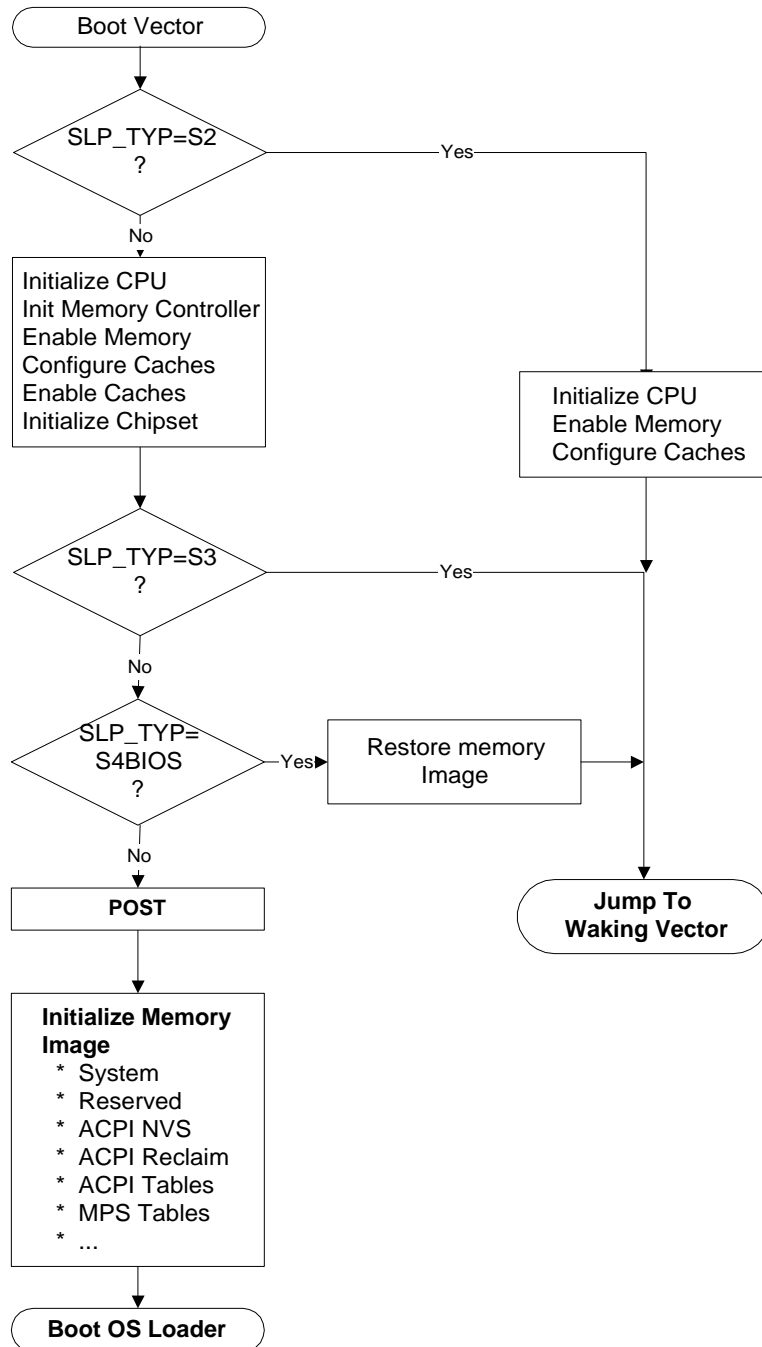 Boot Vector
SLP_TYP=S2
?
Yes
No
Initialize CPU
Init Memory Controller
Enable Memory
Configure Caches
Enable Caches
Initialize Chipset
Initialize CPU
Enable Memory
Configure Caches
SLP_TYP=S3
?
Yes
No
SLP_TYP=
S4BIOS
?
Yes
Restore memory
Image
No
POST
Jump To
Waking Vector
Initialize Memory
Image
* System
* Reserved
* ACPI NVS
* ACPI Reclaim
* ACPI Tables
* MPS Tables
* ...
Boot OS Loader